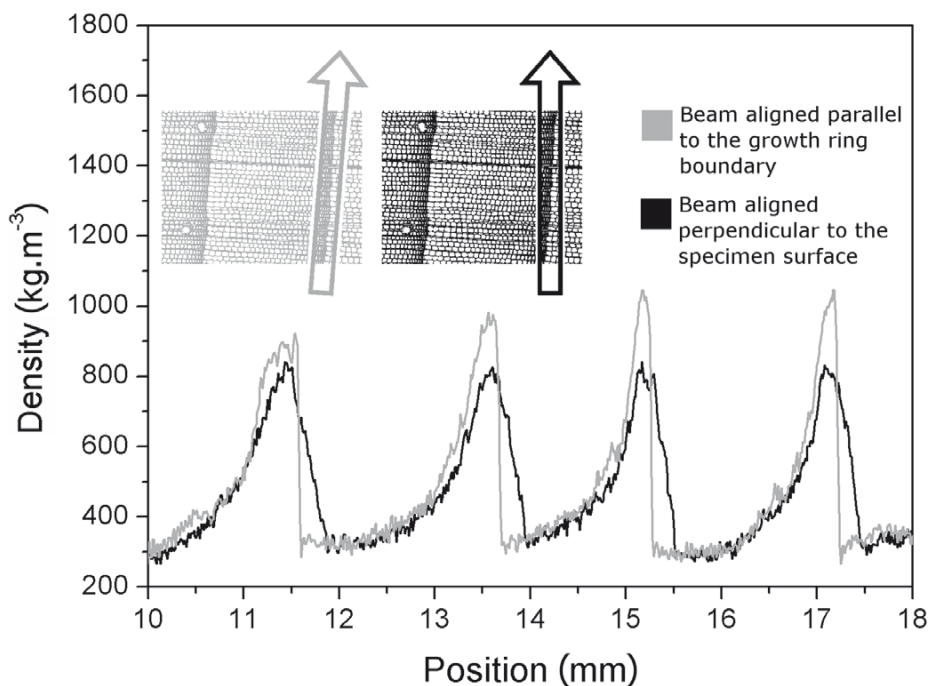 1800
1600
1400
1200
1000
800
600
400
200
Density (kg.m-3)
Beam aligned parallel
to the growth ring
boundary
Beam aligned
perpendicular to the
specimen surface
10 11 12 13 14 15 16 17 18
Position (mm)